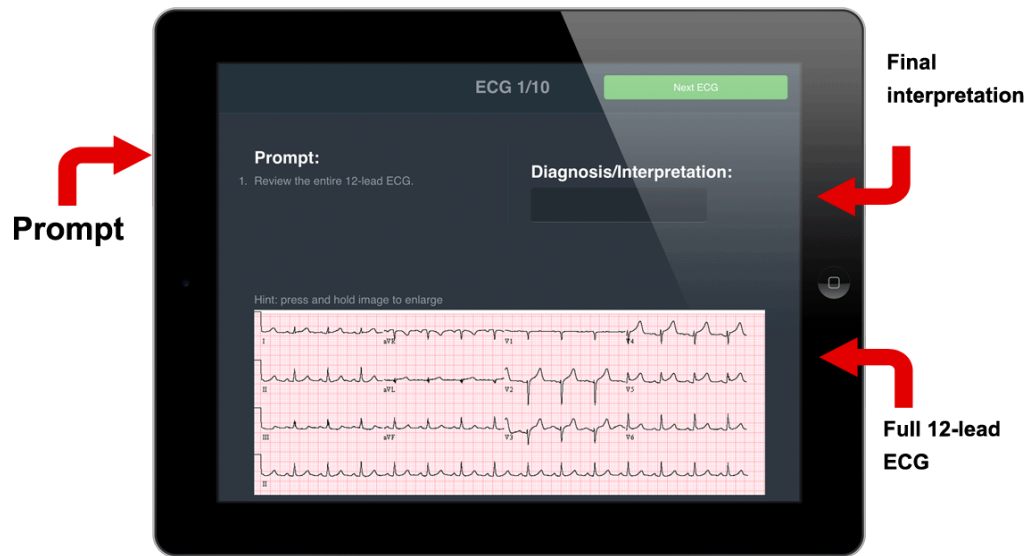 ECG 1/10
Next ECG
Final
interpretation
Prompt:
1. Review the entire 12-lead ECG.
Diagnosis/Interpretation:
Prompt
Hint: press and hold image to enlarge
I
aVR
V1
V4
II
aVL
V2
V5
III
aVF
V3
V6
II
Full 12-lead
ECG